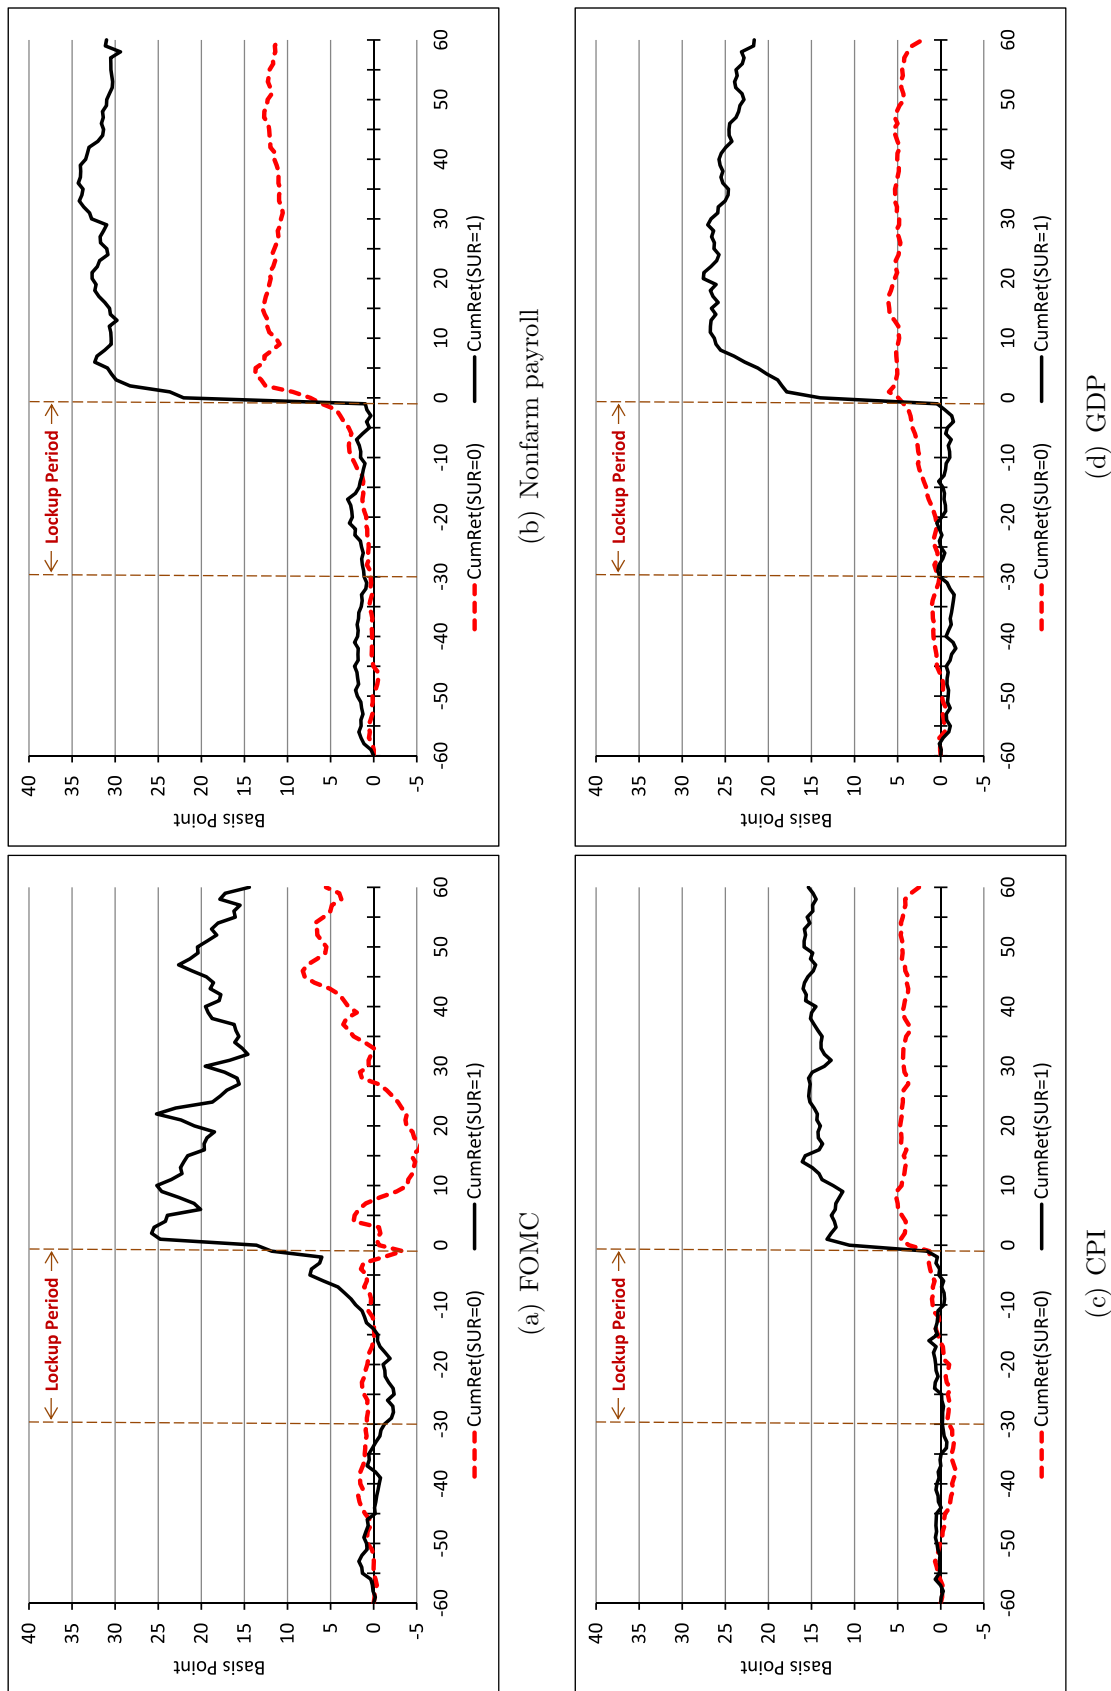 40
35
30
25
20
15
10
5
0
-5
Basis Point
← Lockup Period →
-60 -50 -40 -30 -20 -10 0 10 20 30 40 50 60
CumRet(SUR=0) CumRet(SUR=1)
(a) FOMC
40
35
30
25
20
15
10
5
0
-5
Basis Point
← Lockup Period →
-60 -50 -40 -30 -20 -10 0 10 20 30 40 50 60
CumRet(SUR=0) CumRet(SUR=1)
(b) Nonfarm payroll
40
35
30
25
20
15
10
5
0
-5
Basis Point
← Lockup Period →
-60 -50 -40 -30 -20 -10 0 10 20 30 40 50 60
CumRet(SUR=0) CumRet(SUR=1)
(c) CPI
40
35
30
25
20
15
10
5
0
-5
Basis Point
← Lockup Period →
-60 -50 -40 -30 -20 -10 0 10 20 30 40 50 60
CumRet(SUR=0) CumRet(SUR=1)
(d) GDP